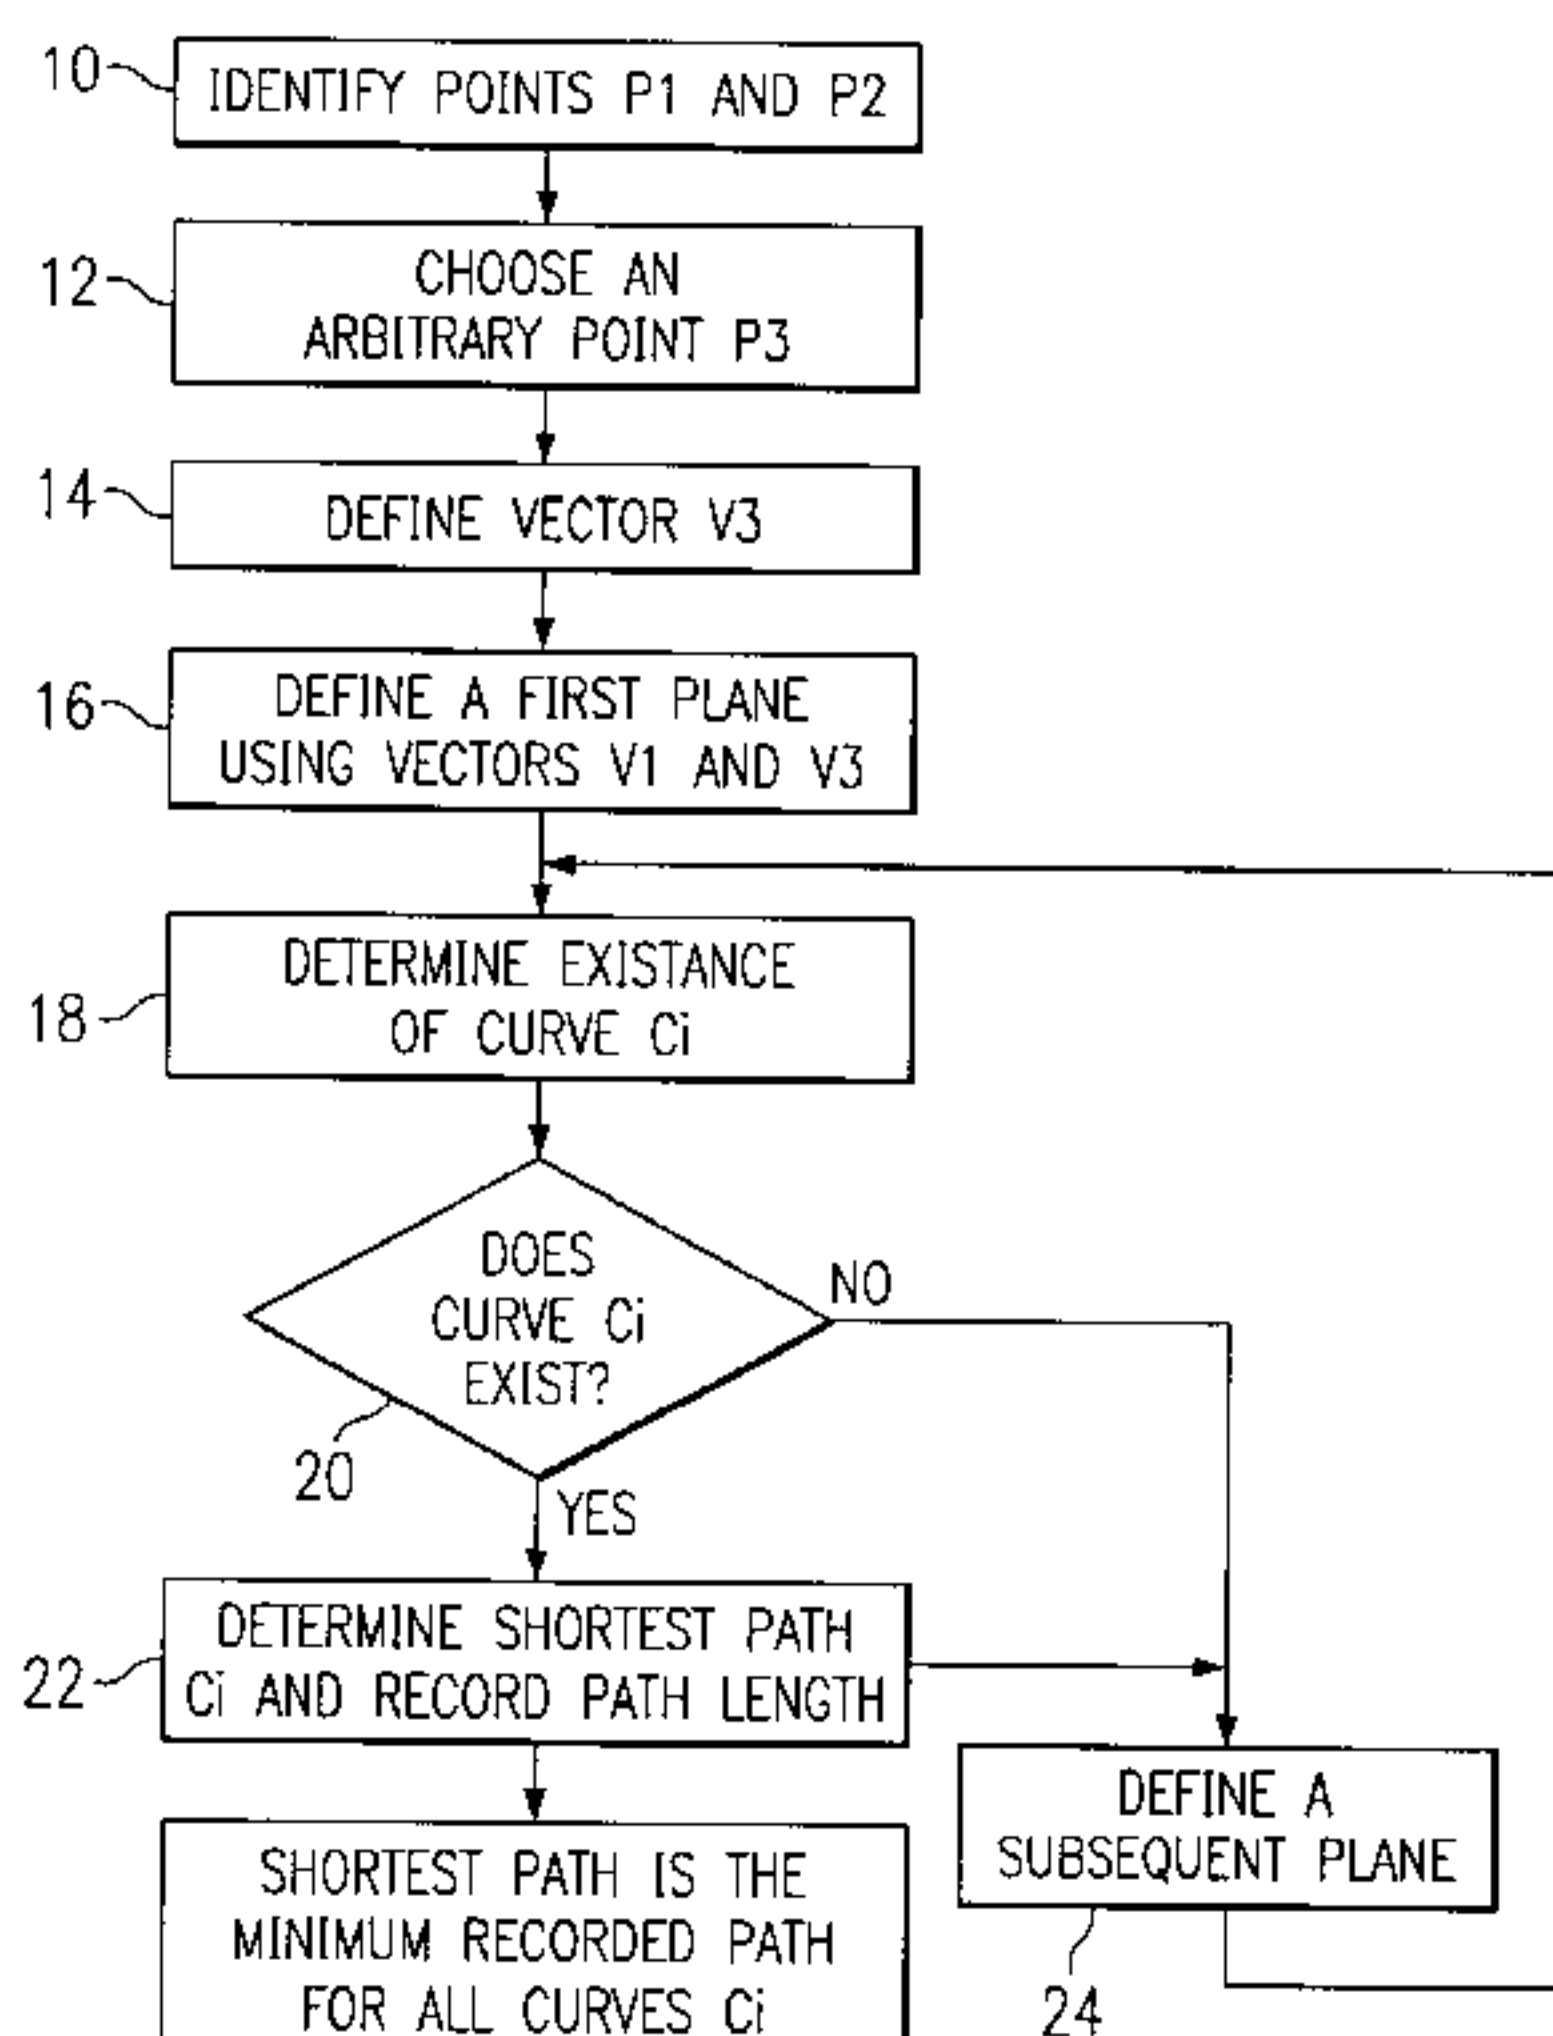 10
IDENTIFY POINTS P1 AND P2
12
CHOOSE AN
ARBITRARY POINT P3
14
DEFINE VECTOR V3
16
DEFINE A FIRST PLANE
USING VECTORS V1 AND V3
18
DETERMINE EXISTANCE
OF CURVE Ci
DOES
CURVE Ci
EXIST?
NO
20
YES
22
DETERMINE SHORTEST PATH
Ci AND RECORD PATH LENGTH
DEFINE A
SUBSEQUENT PLANE
24
SHORTEST PATH IS THE
MINIMUM RECORDED PATH
FOR ALL CURVES Ci